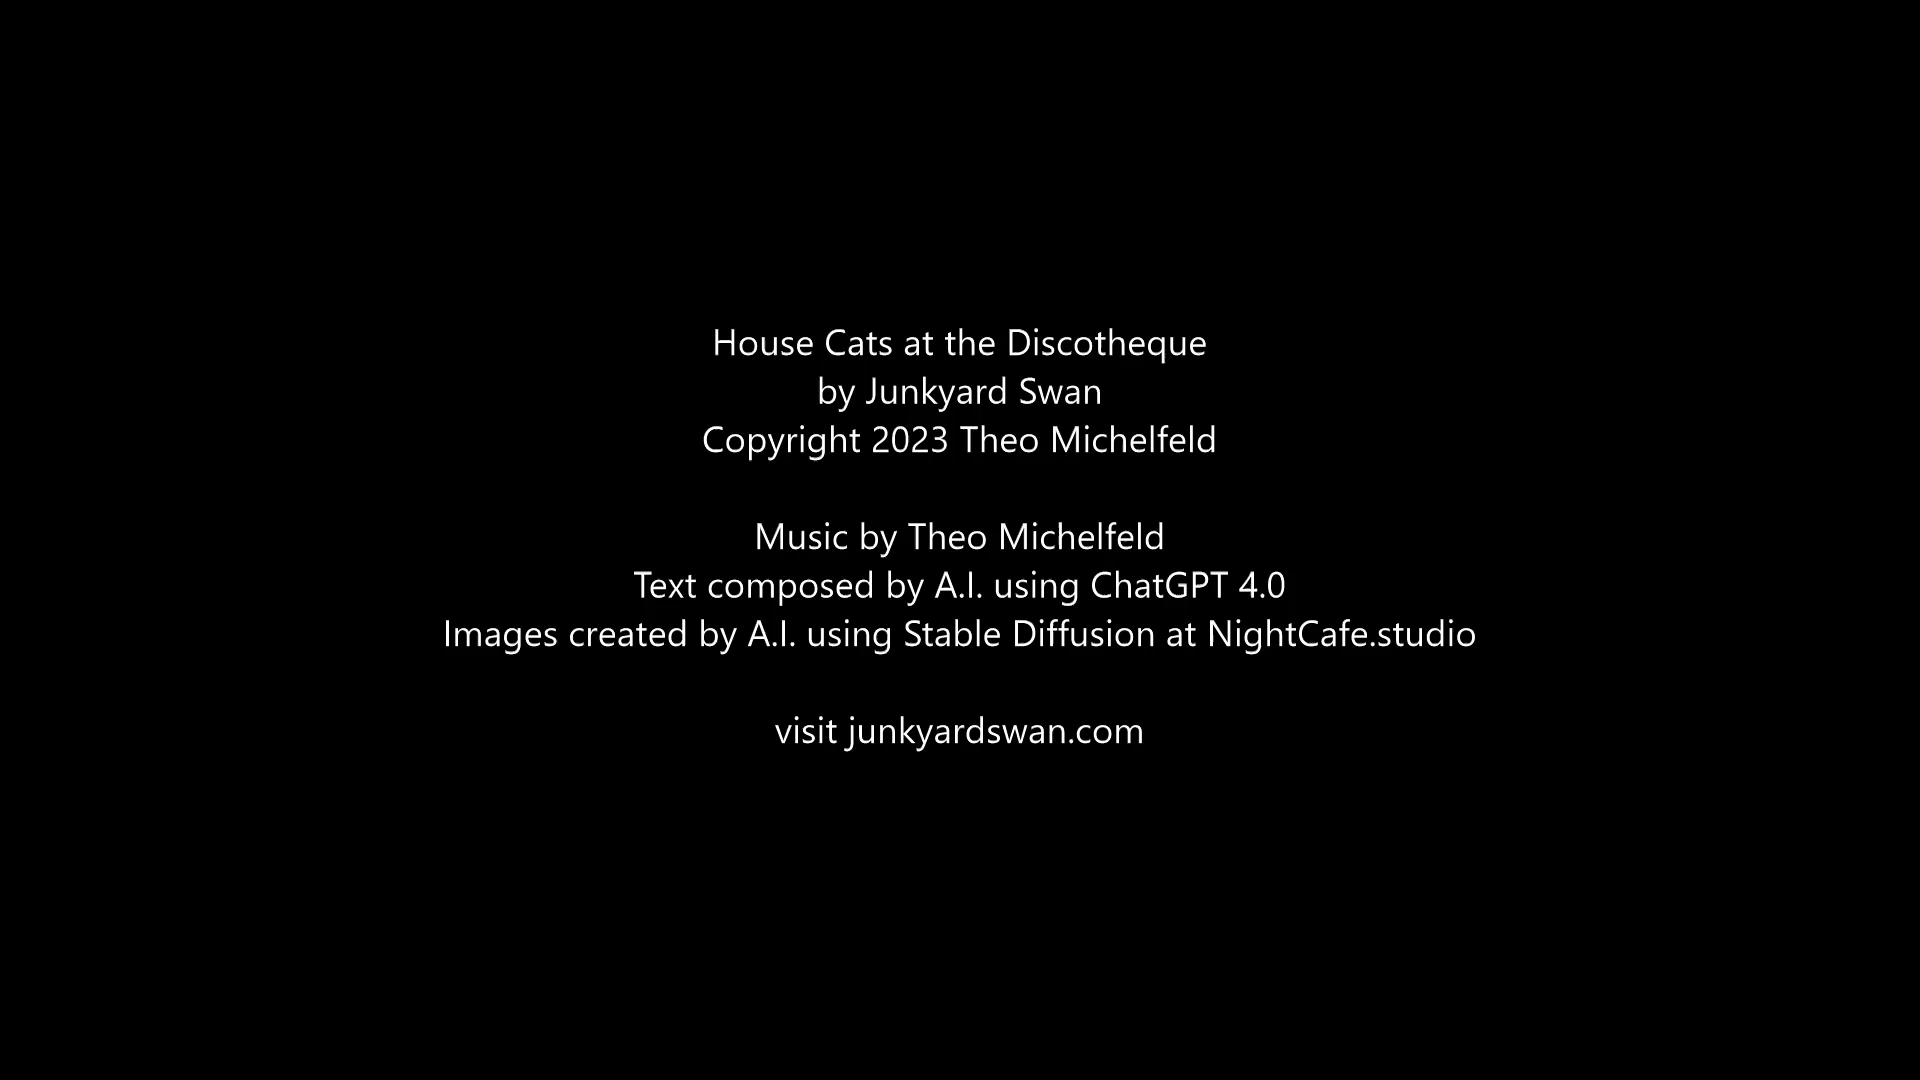 House Cats at the Discotheque
by Junkyard Swan
Copyright 2023 Theo Michelfeld
Music by Theo Michelfeld
Text composed by A.I. using ChatGPT 4.0
Images created by A.I. using Stable Diffusion at NightCafe.studio
visit junkyardswan.com